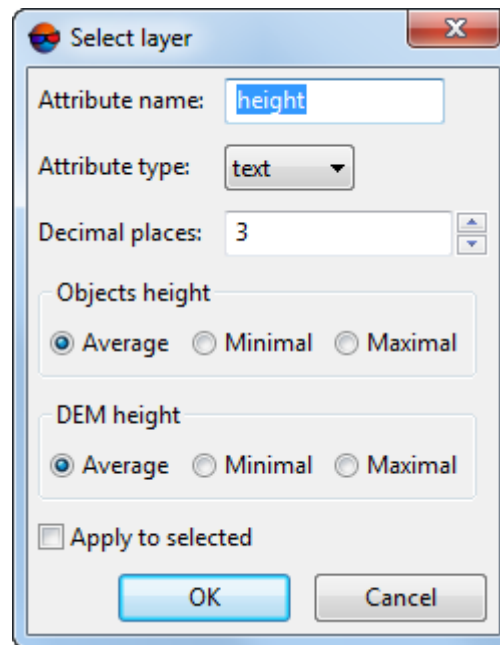 Select layer
Attribute name: height
Attribute type: text
Decimal places: 3
Objects height
Average Minimal Maximal
DEM height
Average Minimal Maximal
Apply to selected
OK Cancel